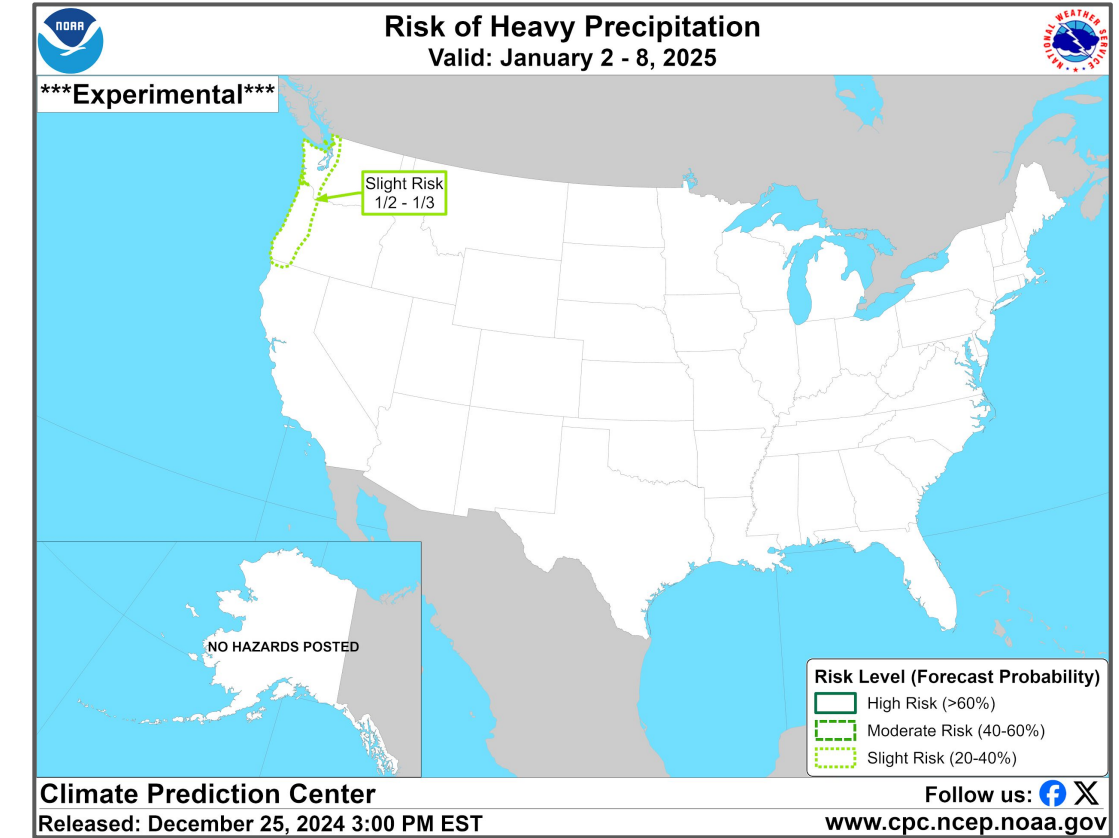 NOAA
Risk of Heavy Precipitation
Valid: January 2 - 8, 2025
NATIONAL WEATHER SERVICE
***Experimental***
Slight Risk
1/2 - 1/3
NO HAZARDS POSTED
Risk Level (Forecast Probability)
High Risk (>60%)
Moderate Risk (40-60%)
Slight Risk (20-40%)
Climate Prediction Center
Follow us:
Released: December 25, 2024 3:00 PM EST
www.cpc.ncep.noaa.gov